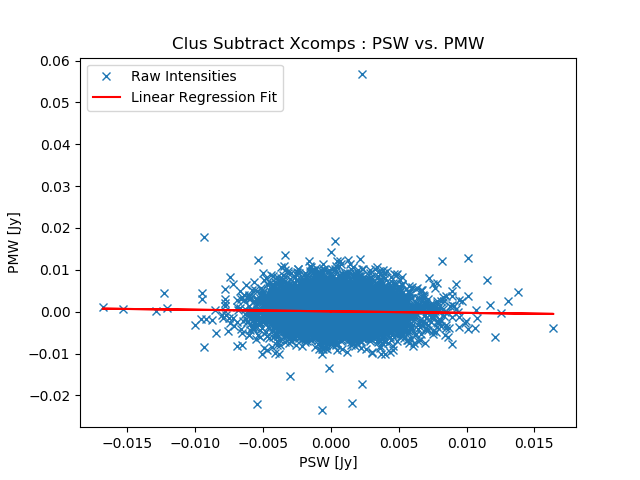 Clus Subtract Xcomps : PSW vs. PMW
Raw Intensities
Linear Regression Fit
0.06
0.05
0.04
0.03
0.02
0.01
0.00
−0.01
−0.02
PMW [Jy]
−0.015 −0.010 −0.005 0.000 0.005 0.010 0.015
PSW [Jy]